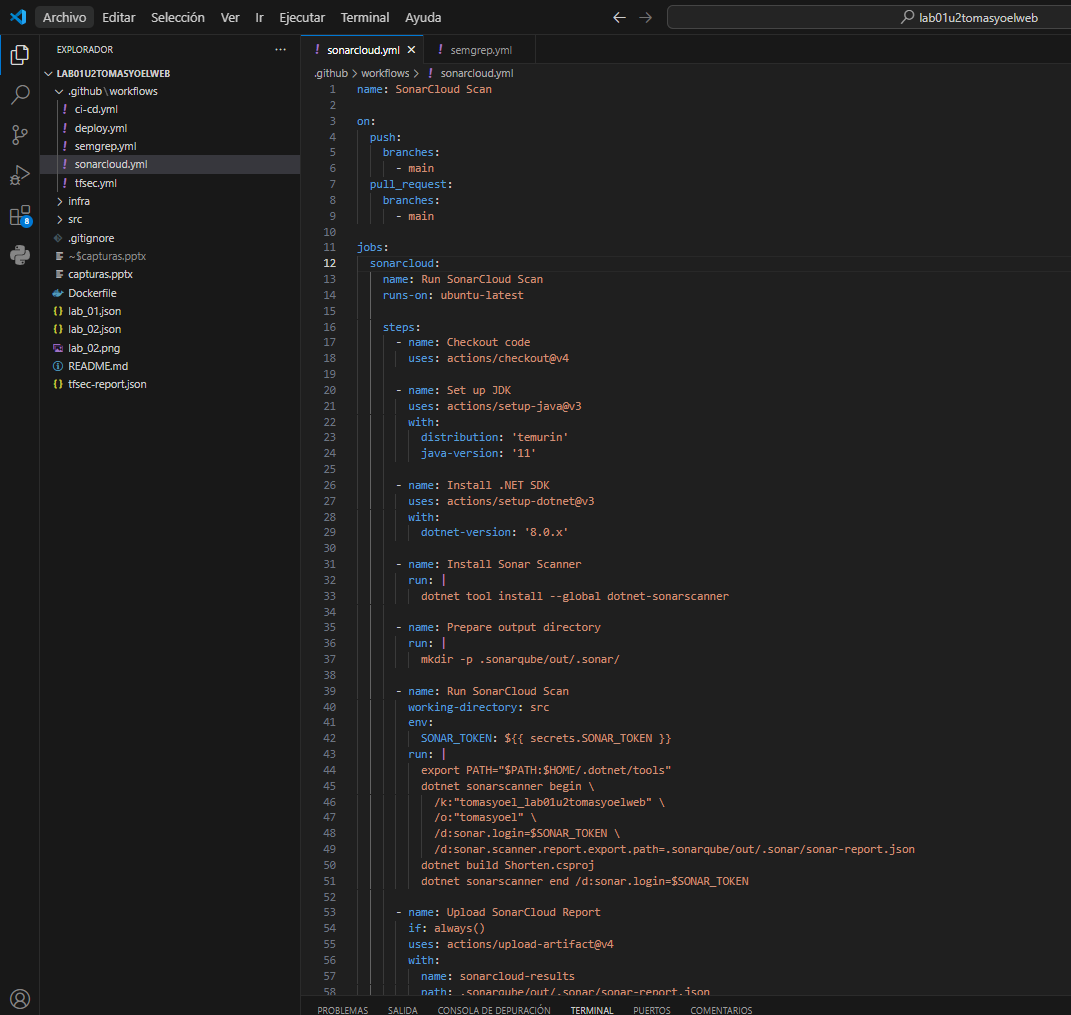 Archivo Editar Selección Ver Ir Ejecutar Terminal Ayuda lab01u2tomasyoelweb
EXPLORADOR
LAB01U2TOMASYOELWEB
.github\workflows
ci-cd.yml
deploy.yml
semgrep.yml
sonarcloud.yml
tfsec.yml
infra
src
.gitignore
~$capturas.pptx
capturas.pptx
Dockerfile
lab_01.json
lab_02.json
lab_02.png
README.md
tfsec-report.json
8
sonarcloud.yml semgrep.yml
.github > workflows > sonarcloud.yml
1 name: SonarCloud Scan
2
3 on:
4 push:
5 branches:
6 - main
7 pull_request:
8 branches:
9 - main
10
11 jobs:
12 sonarcloud:
13 name: Run SonarCloud Scan
14 runs-on: ubuntu-latest
15
16 steps:
17 - name: Checkout code
18 uses: actions/checkout@v4
19
20 - name: Set up JDK
21 uses: actions/setup-java@v3
22 with:
23 distribution: 'temurin'
24 java-version: '11'
25
26 - name: Install .NET SDK
27 uses: actions/setup-dotnet@v3
28 with:
29 dotnet-version: '8.0.x'
30
31 - name: Install Sonar Scanner
32 run: |
33 dotnet tool install --global dotnet-sonarscanner
34
35 - name: Prepare output directory
36 run: |
37 mkdir -p .sonarqube/out/.sonar/
38
39 - name: Run SonarCloud Scan
40 working-directory: src
41 env:
42 SONAR_TOKEN: ${{ secrets.SONAR_TOKEN }}
43 run: |
44 export PATH="$PATH:$HOME/.dotnet/tools"
45 dotnet sonarscanner begin \
46 /k:"tomasyoel_lab01u2tomasyoelweb" \
47 /o:"tomasyoel" \
48 /d:sonar.login=$SONAR_TOKEN \
49 /d:sonar.scanner.report.export.path=.sonarqube/out/.sonar/sonar-report.json
50 dotnet build Shorten.csproj
51 dotnet sonarscanner end /d:sonar.login=$SONAR_TOKEN
52
53 - name: Upload SonarCloud Report
54 if: always()
55 uses: actions/upload-artifact@v4
56 with:
57 name: sonarcloud-results
58 path: .sonarqube/out/.sonar/sonar-report.json
PROBLEMAS SALIDA CONSOLA DE DEPURACIÓN TERMINAL PUERTOS COMENTARIOS